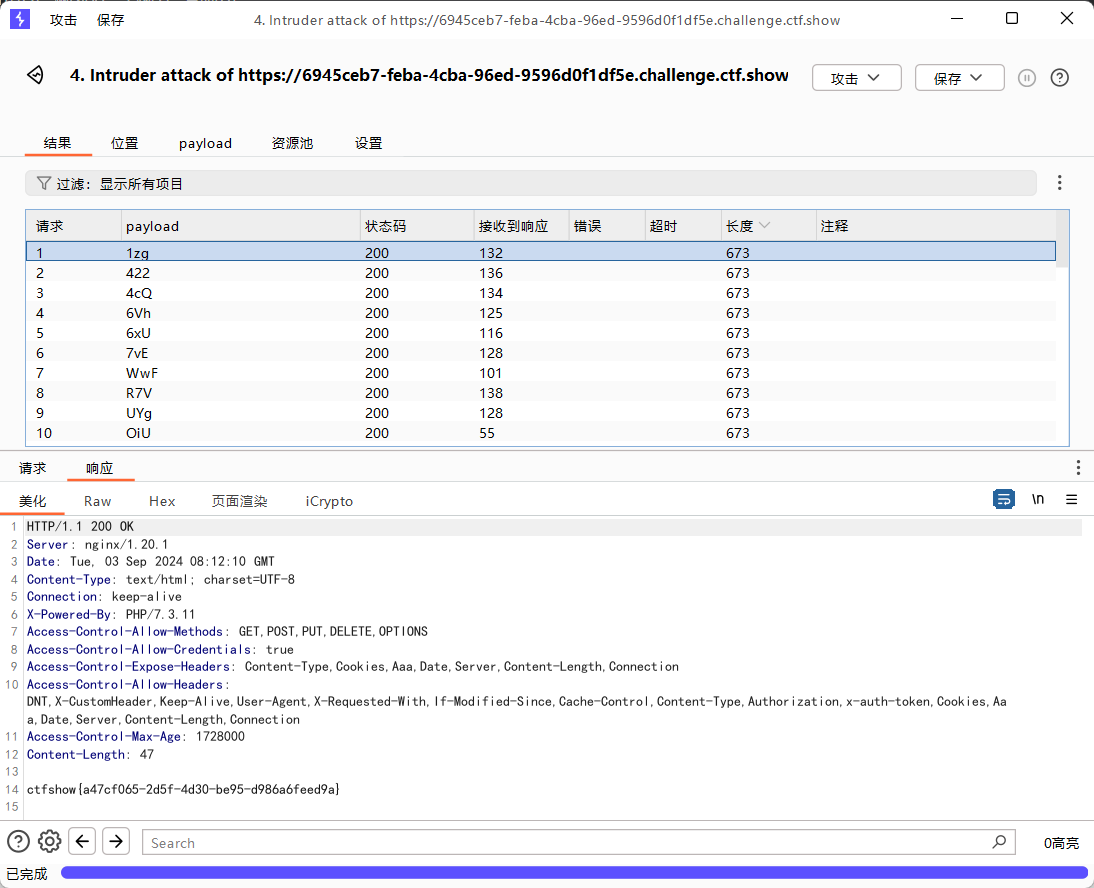 攻击 保存 4. Intruder attack of https://6945ceb7-feba-4cba-96ed-9596d0f1df5e.challenge.ctf.show
4. Intruder attack of https://6945ceb7-feba-4cba-96ed-9596d0f1df5e.challenge.ctf.show 攻击 保存
结果 位置 payload 资源池 设置
过滤：显示所有项目
请求 payload 状态码 接收到响应 错误 超时 长度 注释
1 1zg 200 132 673
2 422 200 136 673
3 4cQ 200 134 673
4 6Vh 200 125 673
5 6xU 200 116 673
6 7vE 200 128 673
7 WwF 200 101 673
8 R7V 200 138 673
9 UYg 200 128 673
10 OiU 200 55 673
请求 响应
美化 Raw Hex 页面渲染 iCrypto \n
1 HTTP/1.1 200 OK
2 Server: nginx/1.20.1
3 Date: Tue, 03 Sep 2024 08:12:10 GMT
4 Content-Type: text/html; charset=UTF-8
5 Connection: keep-alive
6 X-Powered-By: PHP/7.3.11
7 Access-Control-Allow-Methods: GET,POST,PUT,DELETE,OPTIONS
8 Access-Control-Allow-Credentials: true
9 Access-Control-Expose-Headers: Content-Type,Cookies,Aaa,Date,Server,Content-Length,Connection
10 Access-Control-Allow-Headers:
DNT,X-CustomHeader,Keep-Alive,User-Agent,X-Requested-With,If-Modified-Since,Cache-Control,Content-Type,Authorization,x-auth-token,Cookies,Aa
a,Date,Server,Content-Length,Connection
11 Access-Control-Max-Age: 1728000
12 Content-Length: 47
13
14 ctfshow{a47cf065-2d5f-4d30-be95-d986a6feed9a}
15
Search 0高亮
已完成